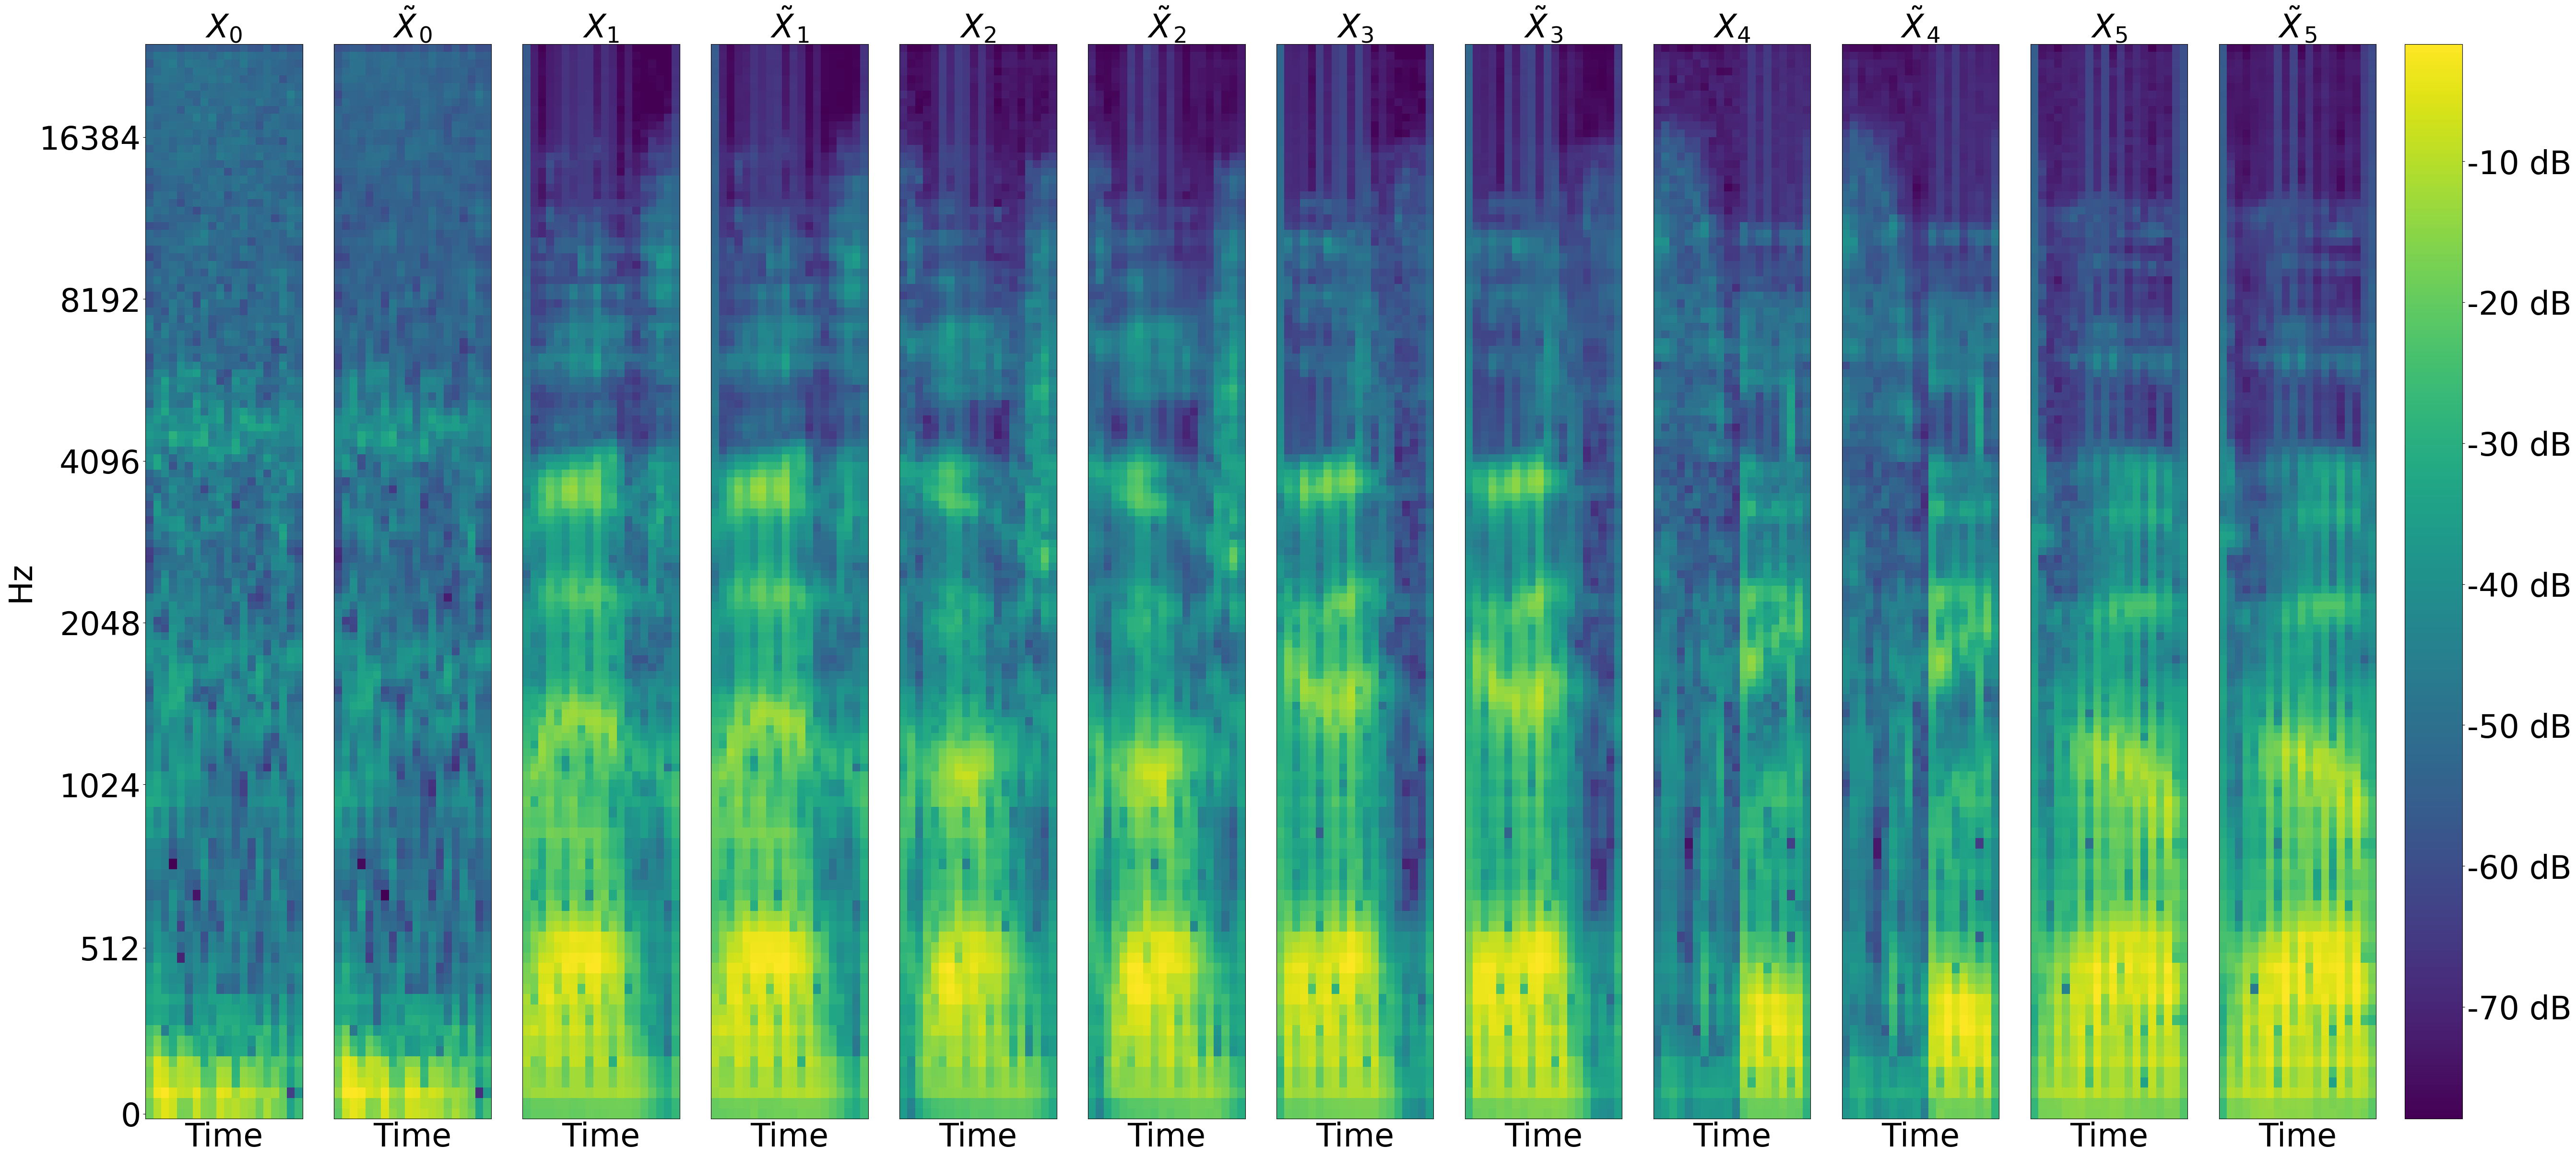 X₀ X̃₀ X₁ X̃₁ X₂ X̃₂ X₃ X̃₃ X₄ X̃₄ X₅ X̃₅
Hz
16384
8192
4096
2048
1024
512
0
-10 dB
-20 dB
-30 dB
-40 dB
-50 dB
-60 dB
-70 dB
Time Time Time Time Time Time Time Time Time Time Time Time